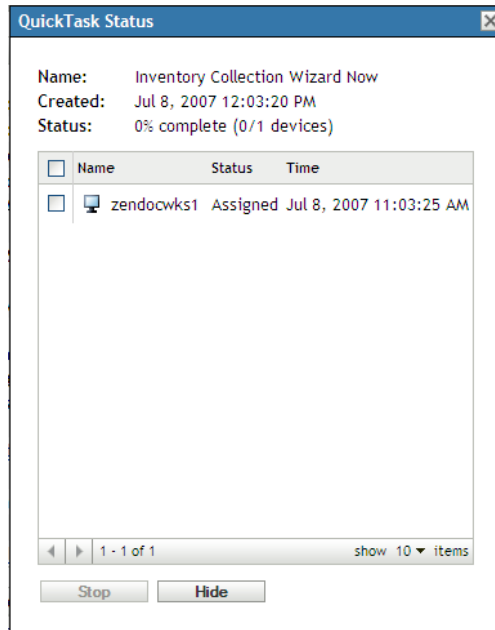 QuickTask Status
Name: Inventory Collection Wizard Now
Created: Jul 8, 2007 12:03:20 PM
Status: 0% complete (0/1 devices)
Name Status Time
zendocwks1 Assigned Jul 8, 2007 11:03:25 AM
1 - 1 of 1 show 10 items
Stop Hide